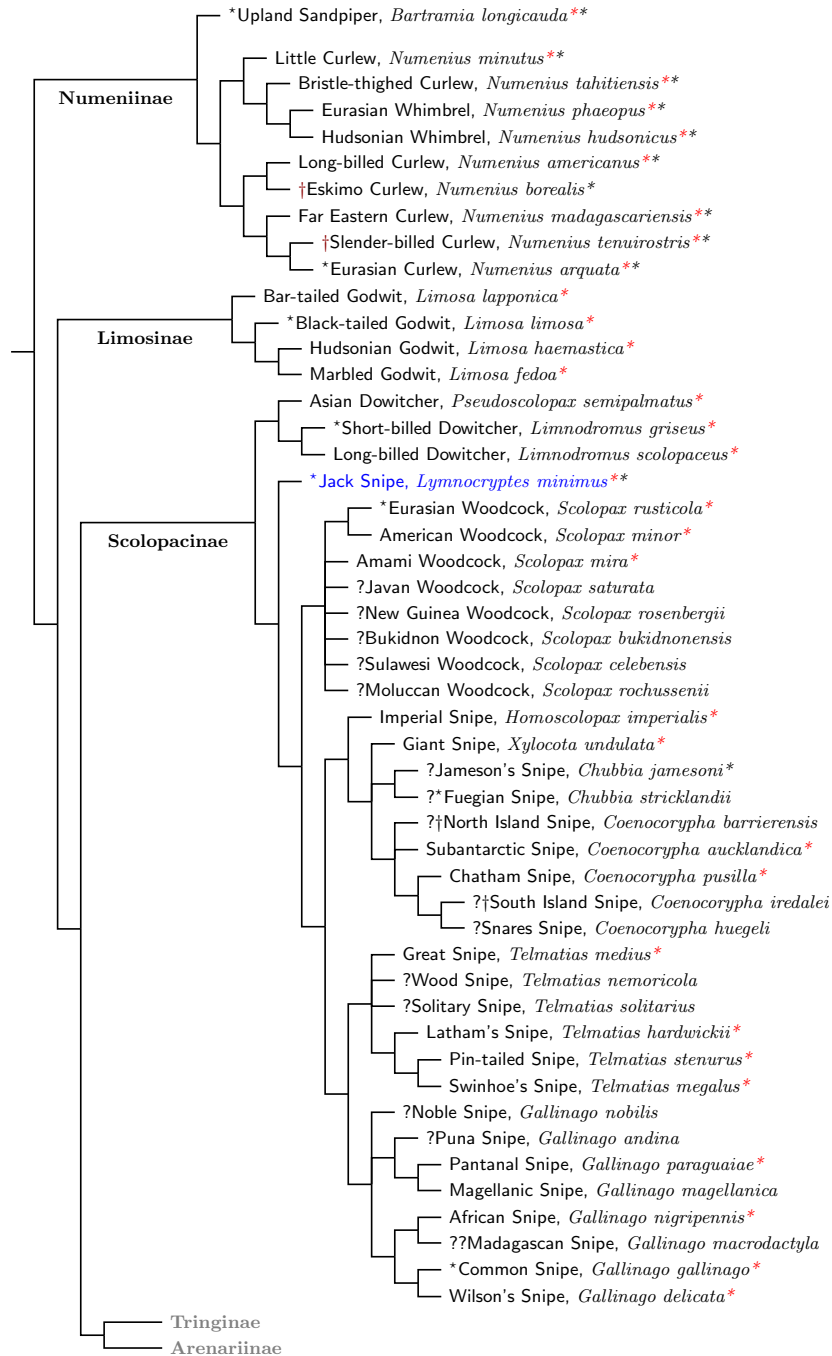 ⋆Upland Sandpiper, Bartramia longicauda**
Little Curlew, Numenius minutus**
Numeniinae
Bristle-thighed Curlew, Numenius tahitiensis**
Eurasian Whimbrel, Numenius phaeopus**
Hudsonian Whimbrel, Numenius hudsonicus**
Long-billed Curlew, Numenius americanus**
†Eskimo Curlew, Numenius borealis*
Far Eastern Curlew, Numenius madagascariensis**
†Slender-billed Curlew, Numenius tenuirostris**
⋆Eurasian Curlew, Numenius arquata**
Bar-tailed Godwit, Limosa lapponica*
⋆Black-tailed Godwit, Limosa limosa*
Limosinae
Hudsonian Godwit, Limosa haemastica*
Marbled Godwit, Limosa fedoa*
Asian Dowitcher, Pseudoscolopax semipalmatus*
⋆Short-billed Dowitcher, Limnodromus griseus*
Long-billed Dowitcher, Limnodromus scolopaceus*
⋆Jack Snipe, Lymnocryptes minimus**
⋆Eurasian Woodcock, Scolopax rusticola*
American Woodcock, Scolopax minor*
Scolopacinae
Amami Woodcock, Scolopax mira*
?Javan Woodcock, Scolopax saturata
?New Guinea Woodcock, Scolopax rosenbergii
?Bukidnon Woodcock, Scolopax bukidnonensis
?Sulawesi Woodcock, Scolopax celebensis
?Moluccan Woodcock, Scolopax rochussenii
Imperial Snipe, Homoscolopax imperialis*
Giant Snipe, Xylocota undulata*
?Jameson's Snipe, Chubbia jamesoni*
?⋆Fuegian Snipe, Chubbia stricklandii
?†North Island Snipe, Coenocorypha barrierensis
Subantarctic Snipe, Coenocorypha aucklandica*
Chatham Snipe, Coenocorypha pusilla*
?†South Island Snipe, Coenocorypha iredalei
?Snares Snipe, Coenocorypha huegeli
Great Snipe, Telmatias medius*
?Wood Snipe, Telmatias nemoricola
?Solitary Snipe, Telmatias solitarius
Latham's Snipe, Telmatias hardwickii*
Pin-tailed Snipe, Telmatias stenurus*
Swinhoe's Snipe, Telmatias megalus*
?Noble Snipe, Gallinago nobilis
?Puna Snipe, Gallinago andina
Pantanal Snipe, Gallinago paraguaiae*
Magellanic Snipe, Gallinago magellanica
African Snipe, Gallinago nigripennis*
??Madagascan Snipe, Gallinago macrodactyla
⋆Common Snipe, Gallinago gallinago*
Wilson's Snipe, Gallinago delicata*
Tringinae
Arenariinae